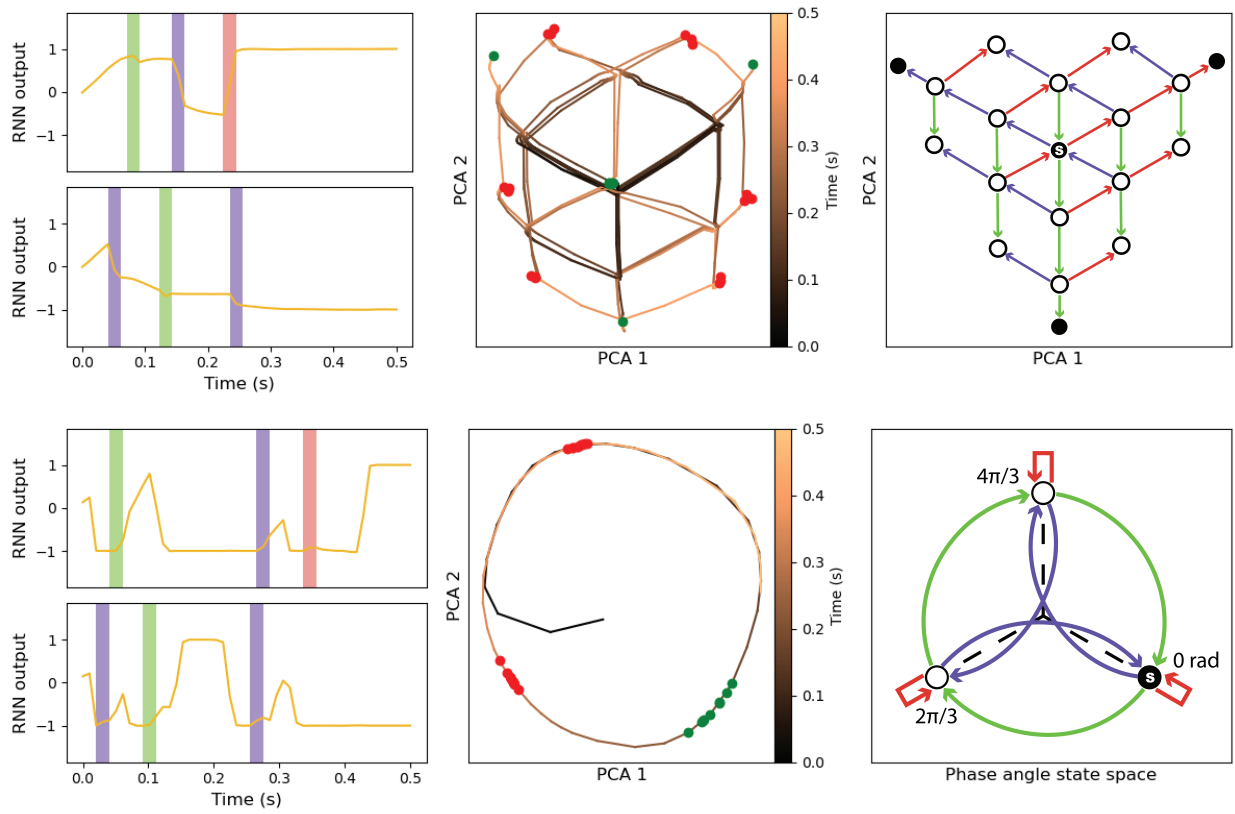 RNN output
1
0
−1
RNN output
1
0
−1
0.0 0.1 0.2 0.3 0.4 0.5
Time (s)
PCA 2
PCA 1
0.5
0.4
0.3
0.2
0.1
0.0
Time (s)
PCA 2
S
PCA 1
RNN output
1
0
−1
RNN output
1
0
−1
0.0 0.1 0.2 0.3 0.4 0.5
Time (s)
PCA 2
PCA 1
0.5
0.4
0.3
0.2
0.1
0.0
Time (s)
4π/3
0 rad
S
2π/3
Phase angle state space